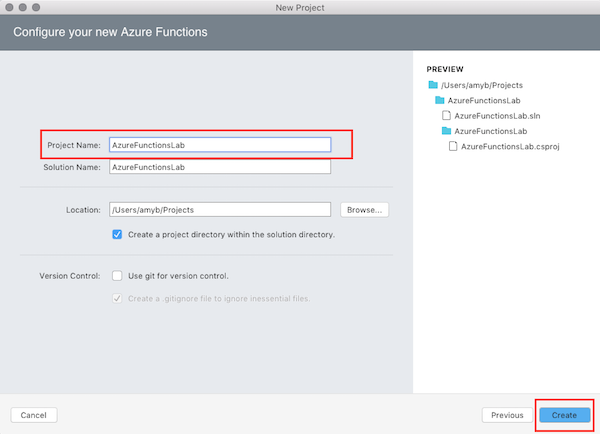 New Project
Configure your new Azure Functions
Project Name: AzureFunctionsLab
Solution Name: AzureFunctionsLab
Location: /Users/amyb/Projects Browse...
Create a project directory within the solution directory.
Version Control: Use git for version control.
Create a .gitignore file to ignore inessential files.
PREVIEW
/Users/amyb/Projects
AzureFunctionsLab
AzureFunctionsLab.sln
AzureFunctionsLab
AzureFunctionsLab.csproj
Cancel Previous Create